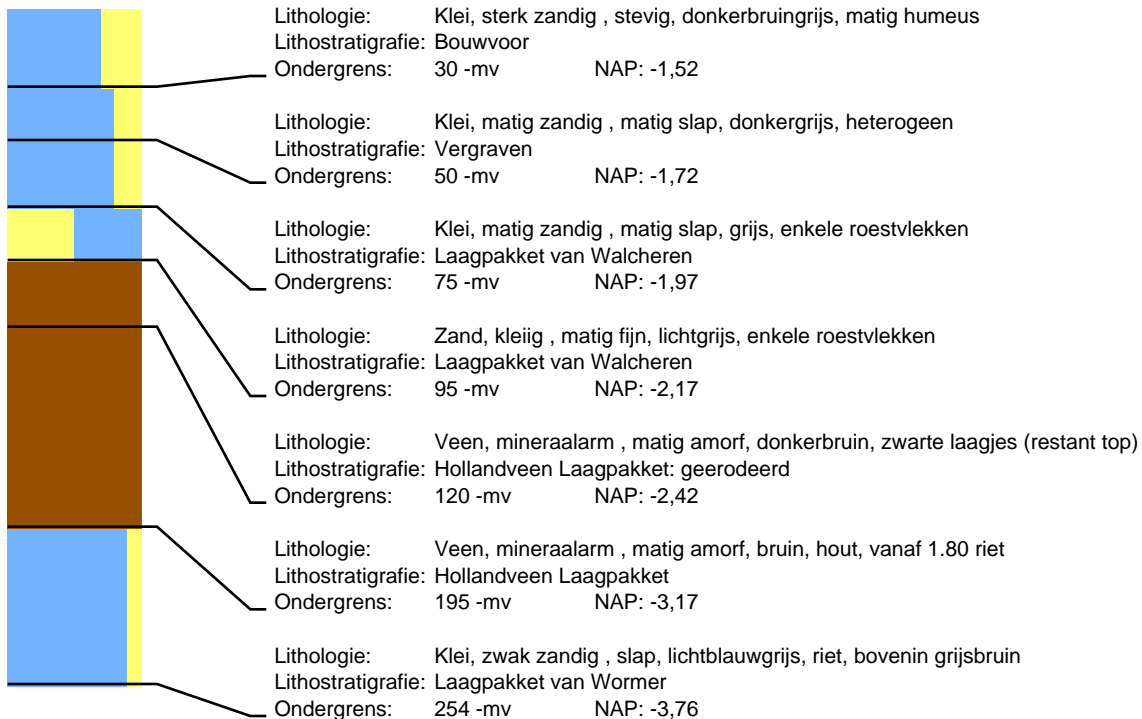 Lithologie: Klei, sterk zandig , stevig, donkerbruingrijs, matig humeus
Lithostratigrafie: Bouwvoor
Ondergrens: 30 -mv NAP: -1,52
Lithologie: Klei, matig zandig , matig slap, donkergrijs, heterogeen
Lithostratigrafie: Vergraven
Ondergrens: 50 -mv NAP: -1,72
Lithologie: Klei, matig zandig , matig slap, grijs, enkele roestvlekken
Lithostratigrafie: Laagpakket van Walcheren
Ondergrens: 75 -mv NAP: -1,97
Lithologie: Zand, kleiig , matig fijn, lichtgrijs, enkele roestvlekken
Lithostratigrafie: Laagpakket van Walcheren
Ondergrens: 95 -mv NAP: -2,17
Lithologie: Veen, mineraalarm , matig amorf, donkerbruin, zwarte laagjes (restant top)
Lithostratigrafie: Hollandveen Laagpakket: geerodeerd
Ondergrens: 120 -mv NAP: -2,42
Lithologie: Veen, mineraalarm , matig amorf, bruin, hout, vanaf 1.80 riet
Lithostratigrafie: Hollandveen Laagpakket
Ondergrens: 195 -mv NAP: -3,17
Lithologie: Klei, zwak zandig , slap, lichtblauwgrijs, riet, bovenin grijsbruin
Lithostratigrafie: Laagpakket van Wormer
Ondergrens: 254 -mv NAP: -3,76